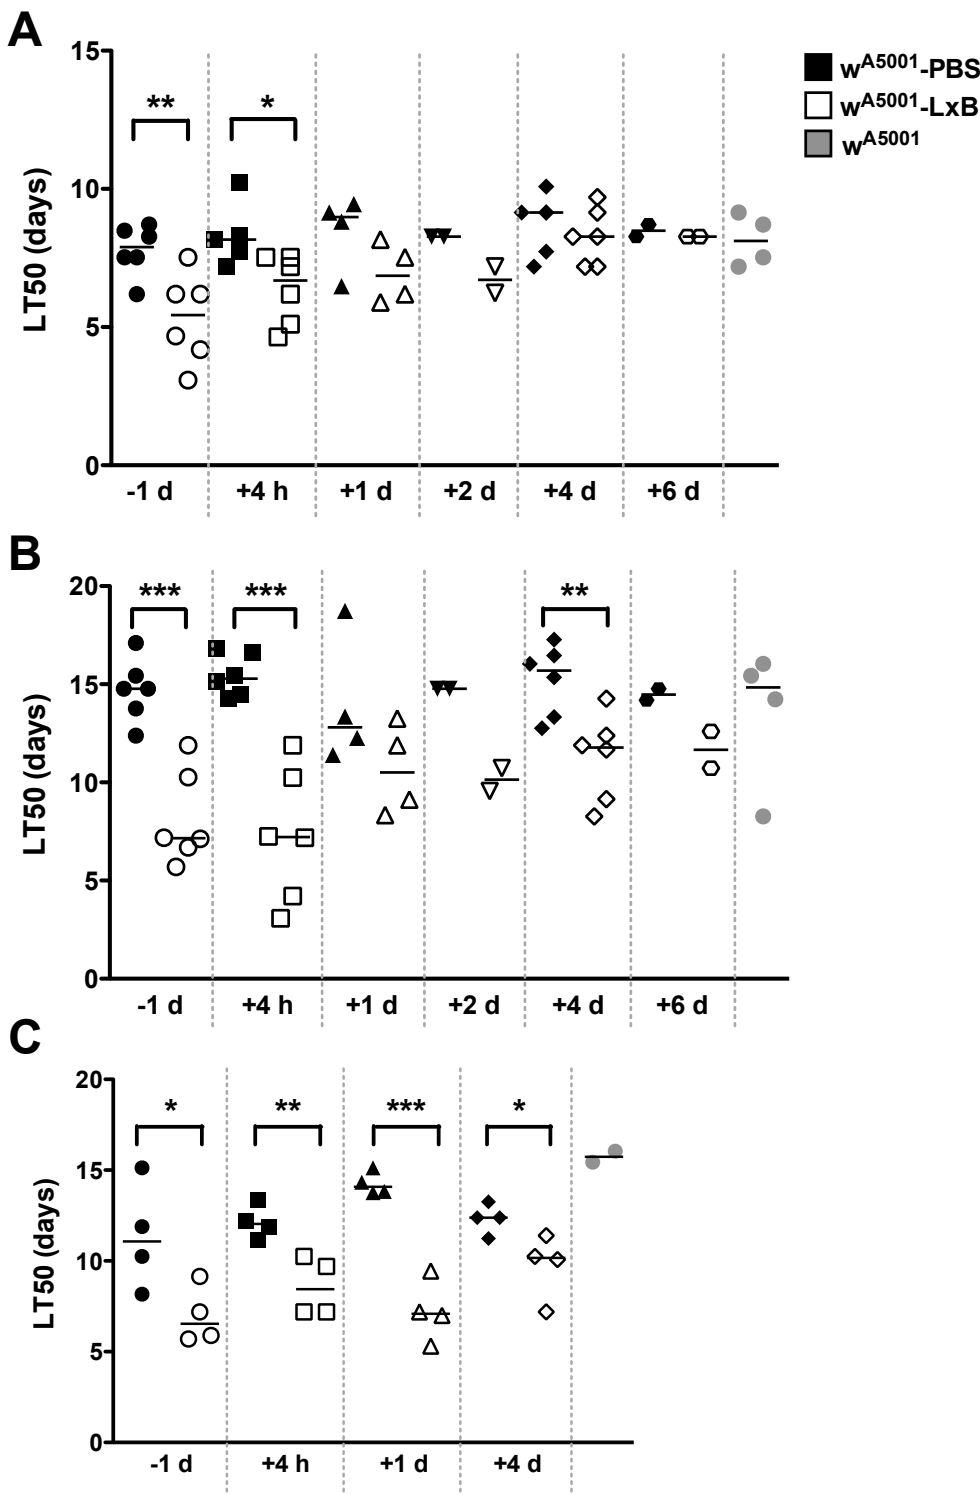 A
15
10
5
0
LT50 (days)
**
*
-1 d
+4 h
+1 d
+2 d
+4 d
+6 d
wA5001-PBS
wA5001-LxB
wA5001
B
20
15
10
5
0
LT50 (days)
***
***
**
-1 d
+4 h
+1 d
+2 d
+4 d
+6 d
C
20
15
10
5
0
LT50 (days)
*
**
***
*
-1 d
+4 h
+1 d
+4 d